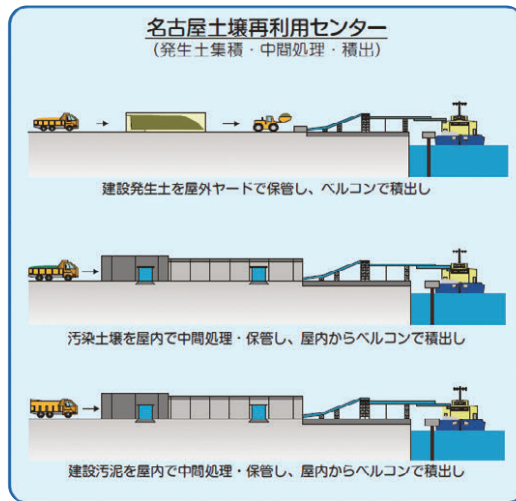 名古屋土壌再利用センター
(発生土集積・中間処理・積出)
建設発生土を屋外ヤードで保管し、ベルコンで積出し
汚染土壌を屋内で中間処理・保管し、屋内からベルコンで積出し
建設汚泥を屋内で中間処理・保管し、屋内からベルコンで積出し